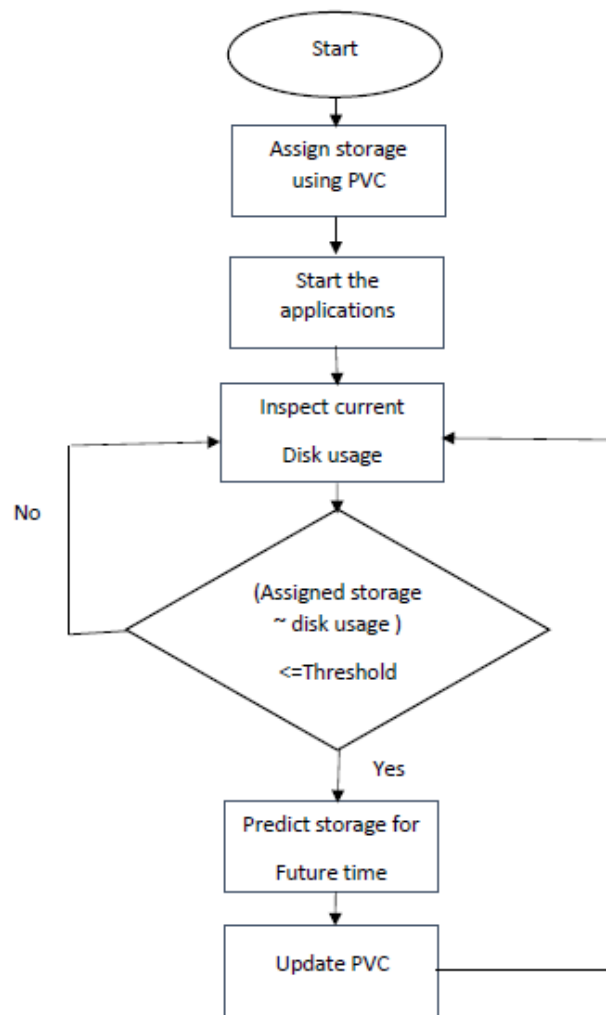 Start
Assign storage
using PVC
Start the
applications
Inspect current
Disk usage
No
(Assigned storage
~ disk usage )
<=Threshold
Yes
Predict storage for
Future time
Update PVC